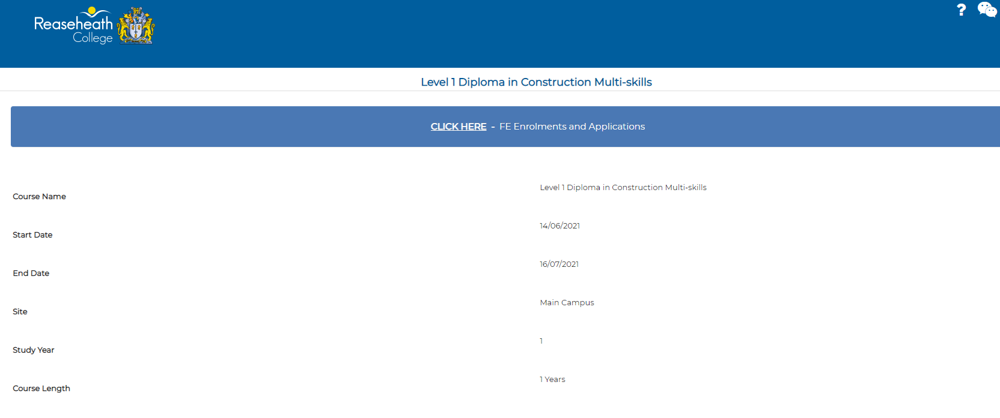 Reaseheath
College
?
Level 1 Diploma in Construction Multi-skills
CLICK HERE - FE Enrolments and Applications
Course Name
Level 1 Diploma in Construction Multi-skills
Start Date
14/06/2021
End Date
16/07/2021
Site
Main Campus
Study Year
1
Course Length
1 Years